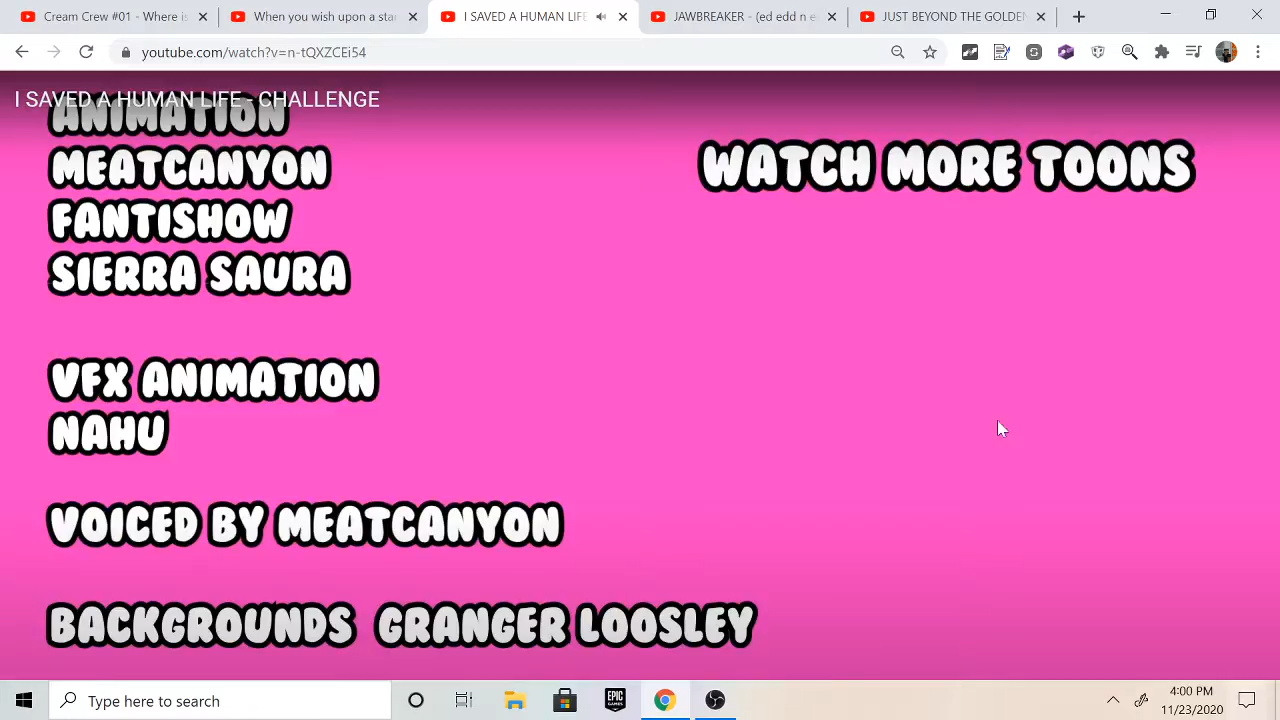 Cream Crew #01 - Where is
When you wish upon a sta
I SAVED A HUMAN LIFE
JAWBREAKER - (ed edd n e
JUST BEYOND THE GOLDEN
youtube.com/watch?v=n-tQXZCEi54
I SAVED A HUMAN LIFE - CHALLENGE
ANIMATION
MEATCANYON
FANTISHOW
SIERRA SAURA
WATCH MORE TOONS
VFX ANIMATION
NAHU
VOICED BY MEATCANYON
BACKGROUNDS GRANGER LOOSLEY
Type here to search
EPIC GAMES
4:00 PM
11/23/2020